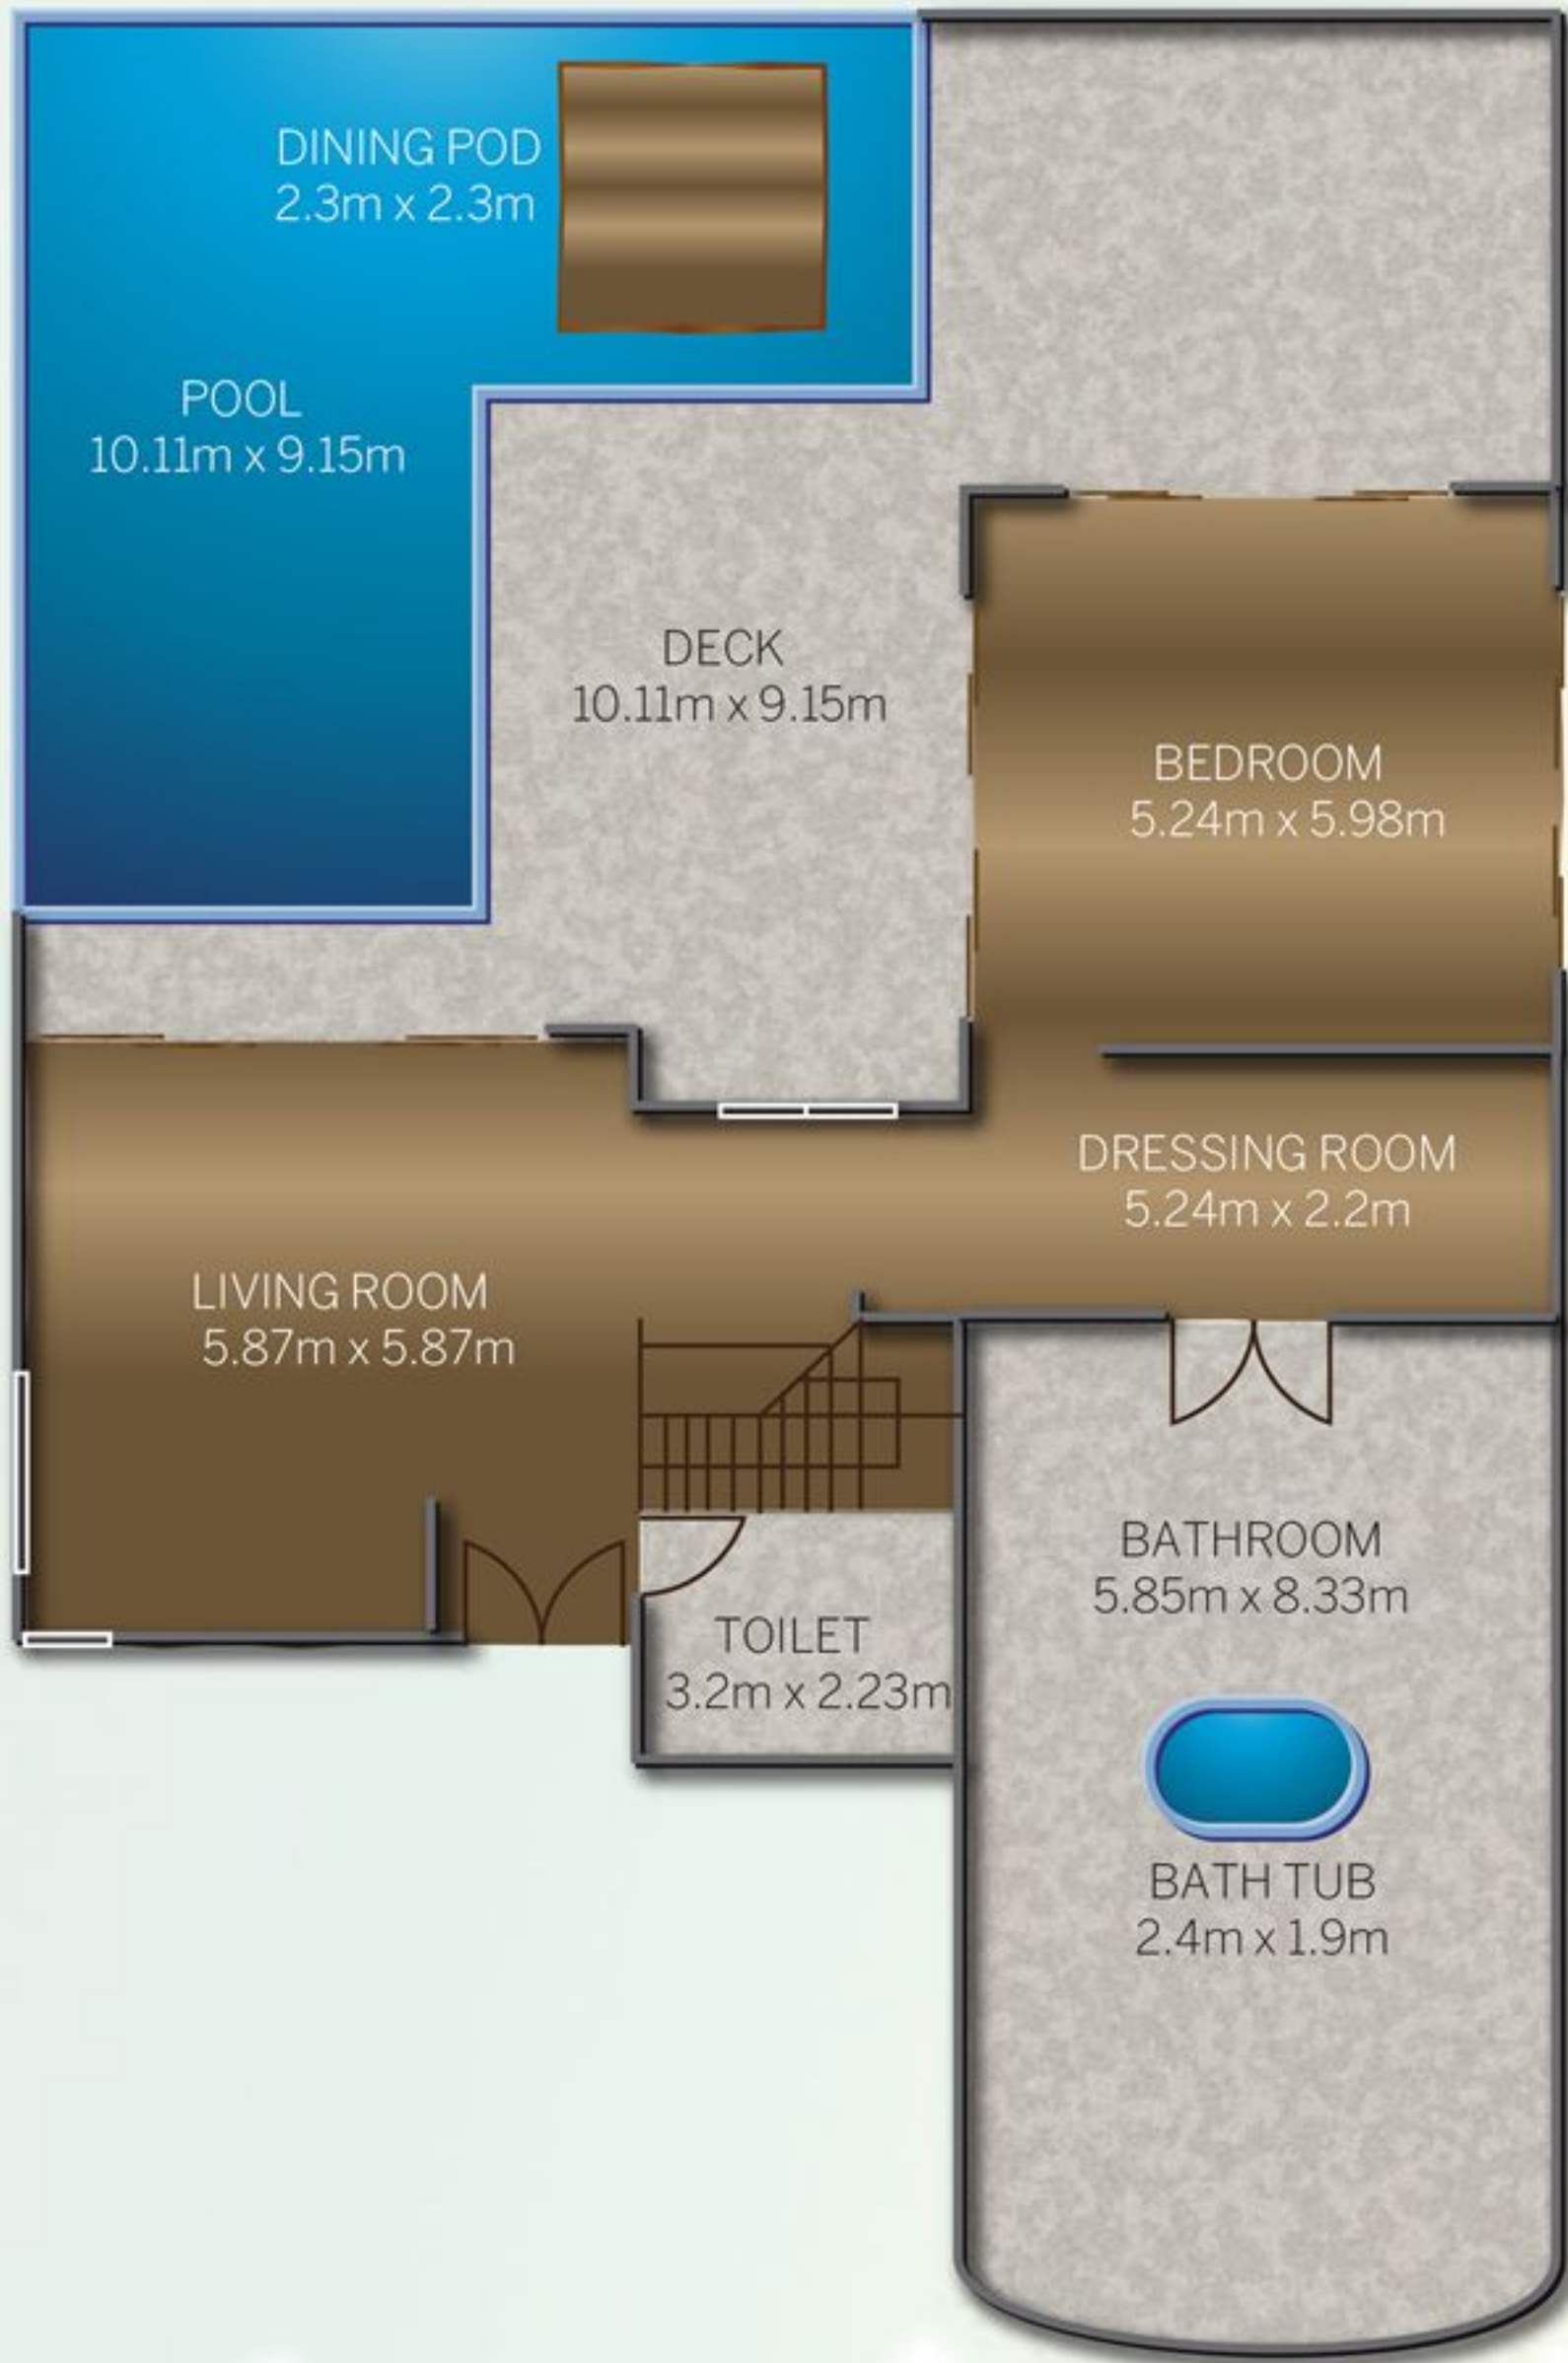 DINING POD
2.3m x 2.3m
POOL
10.11m x 9.15m
DECK
10.11m x 9.15m
BEDROOM
5.24m x 5.98m
DRESSING ROOM
5.24m x 2.2m
LIVING ROOM
5.87m x 5.87m
BATHROOM
5.85m x 8.33m
TOILET
3.2m x 2.23m
BATH TUB
2.4m x 1.9m